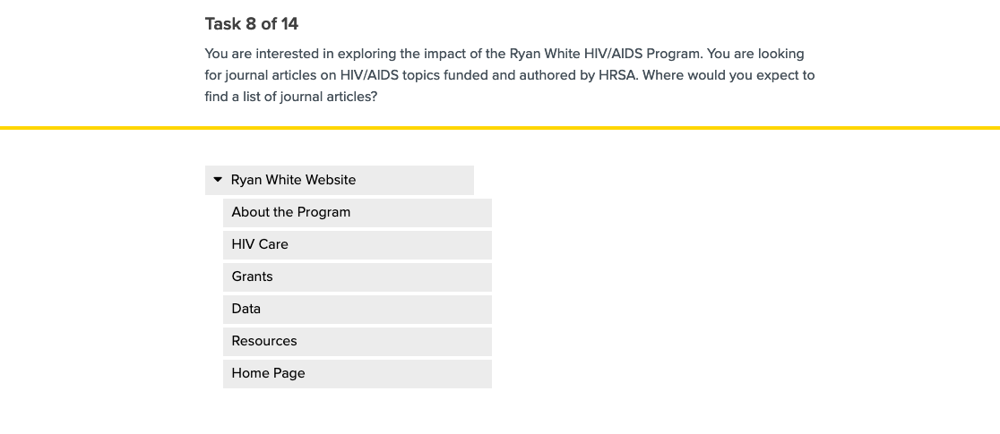 Task 8 of 14
You are interested in exploring the impact of the Ryan White HIV/AIDS Program. You are looking
for journal articles on HIV/AIDS topics funded and authored by HRSA. Where would you expect to
find a list of journal articles?
Ryan White Website
About the Program
HIV Care
Grants
Data
Resources
Home Page